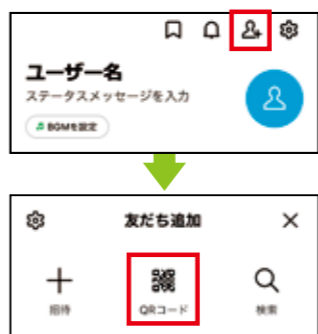 ユーザー名
ステータスメッセージを入力
BGMを設定
友だち追加
招待
QRコード
検索